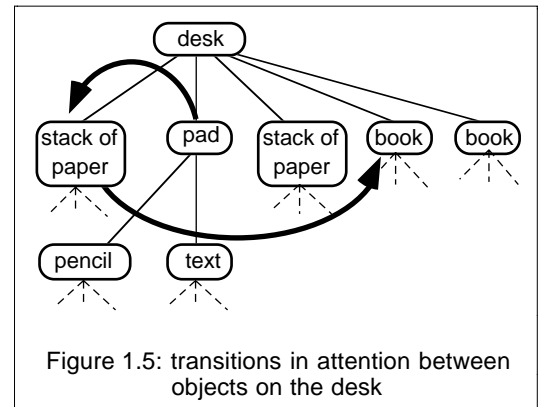 desk
stack of
paper
pad
stack of
paper
book
book
pencil
text
Figure 1.5: transitions in attention between
objects on the desk